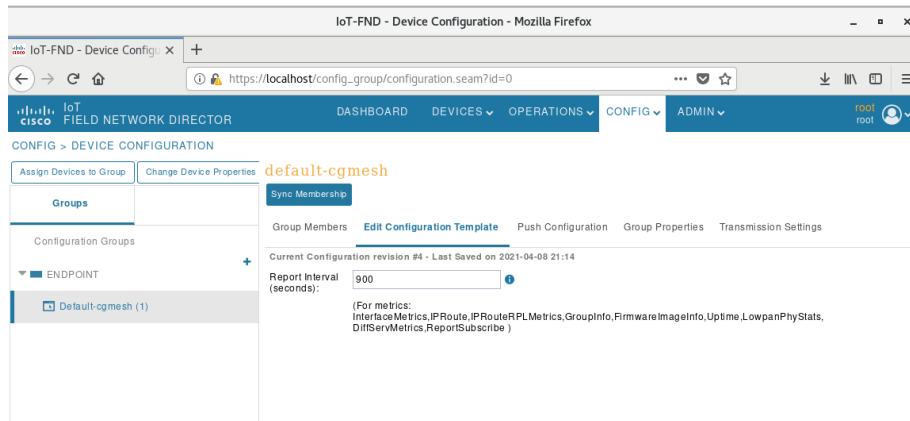 IoT-FND - Device Configuration - Mozilla Firefox
IoT-FND - Device Configu
https://localhost/config_group/configuration.seam?id=0
cisco IoT FIELD NETWORK DIRECTOR
DASHBOARD DEVICES OPERATIONS CONFIG ADMIN
root
root
CONFIG > DEVICE CONFIGURATION
Assign Devices to Group Change Device Properties
default-cgmesh
Sync Membership
Groups
Group Members Edit Configuration Template Push Configuration Group Properties Transmission Settings
Configuration Groups
Current Configuration revision #4 - Last Saved on 2021-04-08 21:14
ENDPOINT
Report Interval (seconds): 900
Default-cgmesh (1)
(For metrics:
InterfaceMetrics,IPRoute,IPRouteRPLMetrics,GroupInfo,FirmwareImageInfo,Uptime,LowpanPhyStats,
DiffServMetrics,ReportSubscribe )